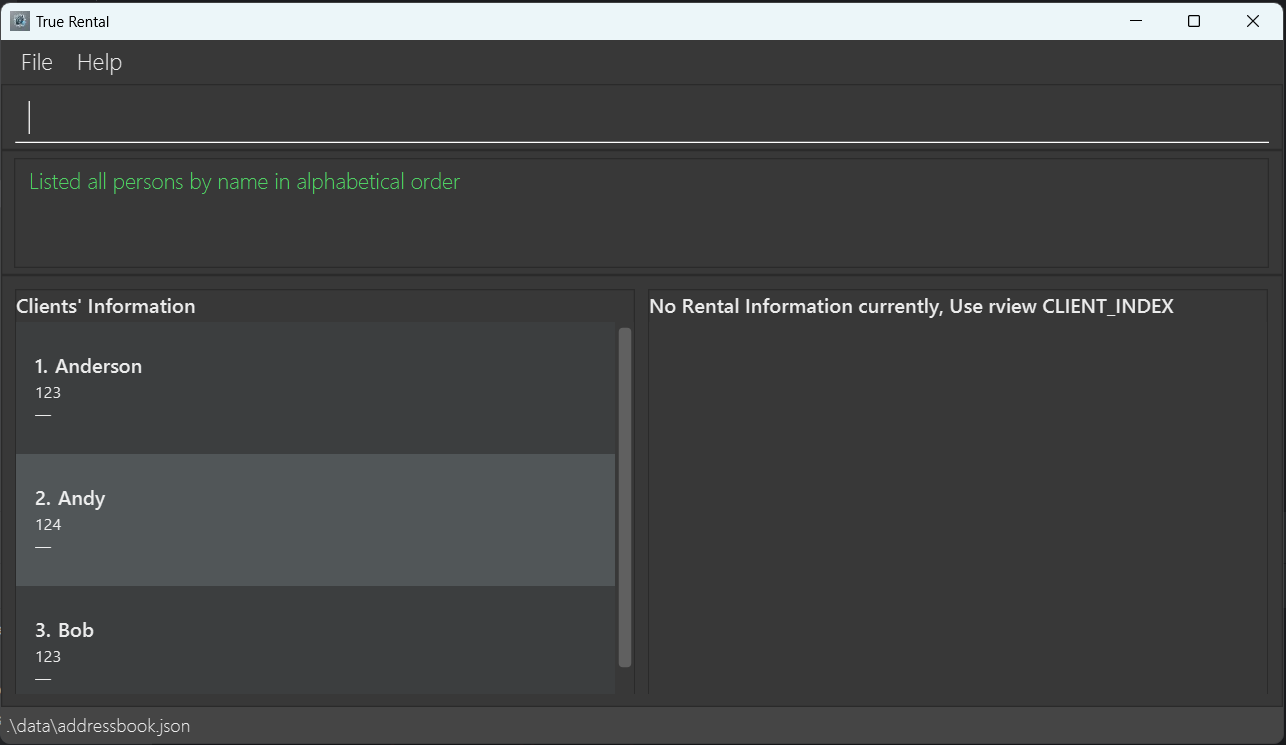 True Rental
File Help
Listed all persons by name in alphabetical order
Clients' Information
1. Anderson
123
—
2. Andy
124
—
3. Bob
123
—
No Rental Information currently, Use rview CLIENT_INDEX
.\data\addressbook.json